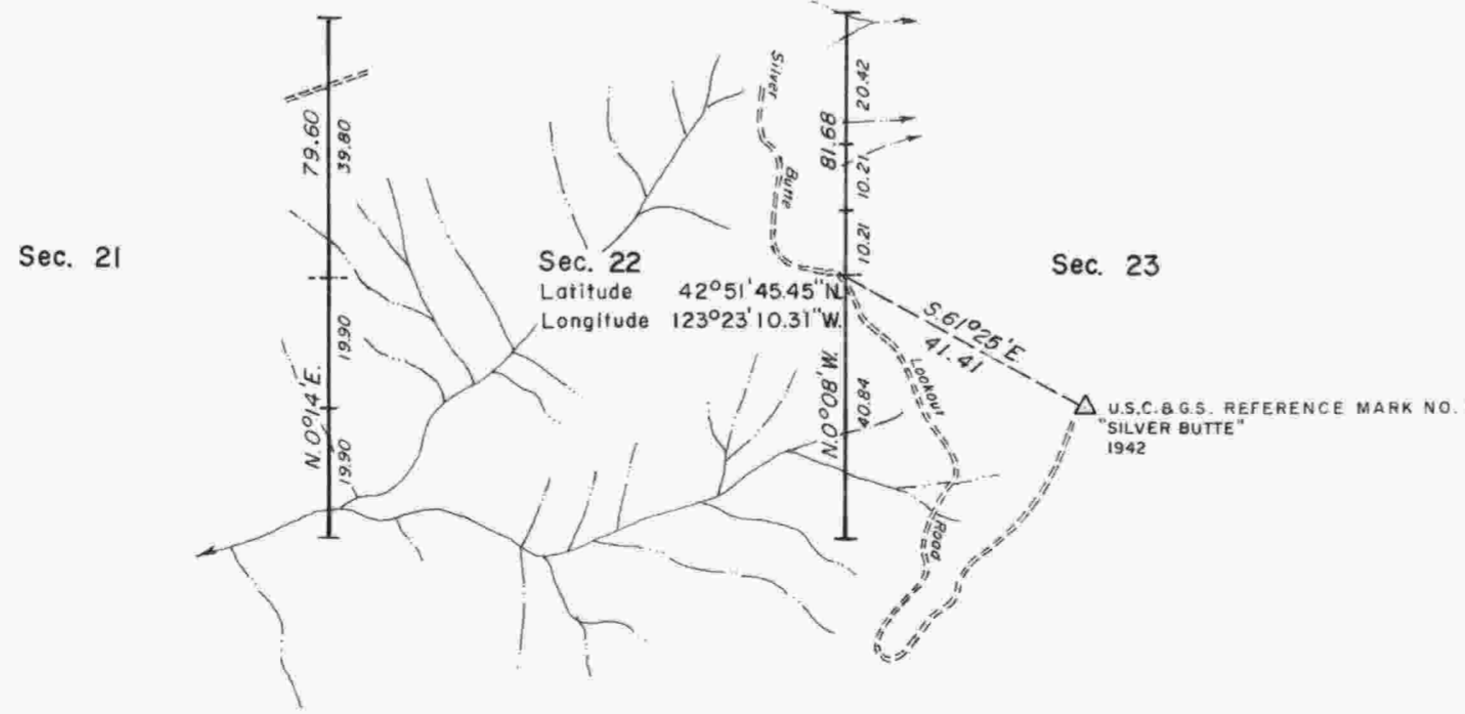 Silver
Butte
Lookout
Road
20.42
81.68
10.21
10.21
79.60
39.80
Sec. 21
Sec. 22
Sec. 23
Latitude 42°51'45.45"N.
Longitude 123°23'10.31"W.
S.61°25'E.
41.41
19.90
N.0°14'E.
19.90
N.0°08'W.
40.84
U.S.C.&G.S. REFERENCE MARK NO.
"SILVER BUTTE"
1942